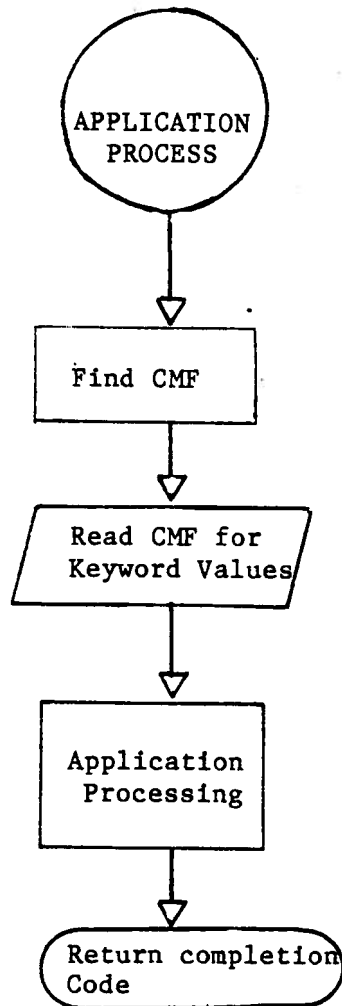 APPLICATION
PROCESS
Find CMF
Read CMF for
Keyword Values
Application
Processing
Return completion
Code